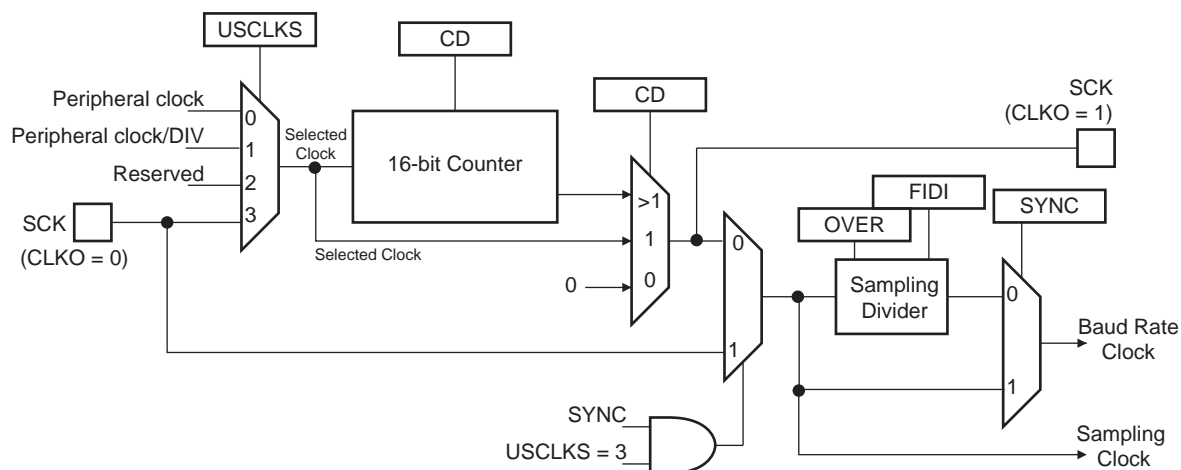 USCLKS
CD
CD
SCK
(CLKO = 1)
Peripheral clock
0
Peripheral clock/DIV
1
Selected
Clock
16-bit Counter
Reserved
2
3
SCK
(CLKO = 0)
Selected Clock
>1
1
0
0
FIDI
OVER
SYNC
0
1
Sampling
Divider
0
1
Baud Rate
Clock
SYNC
USCLKS = 3
Sampling
Clock